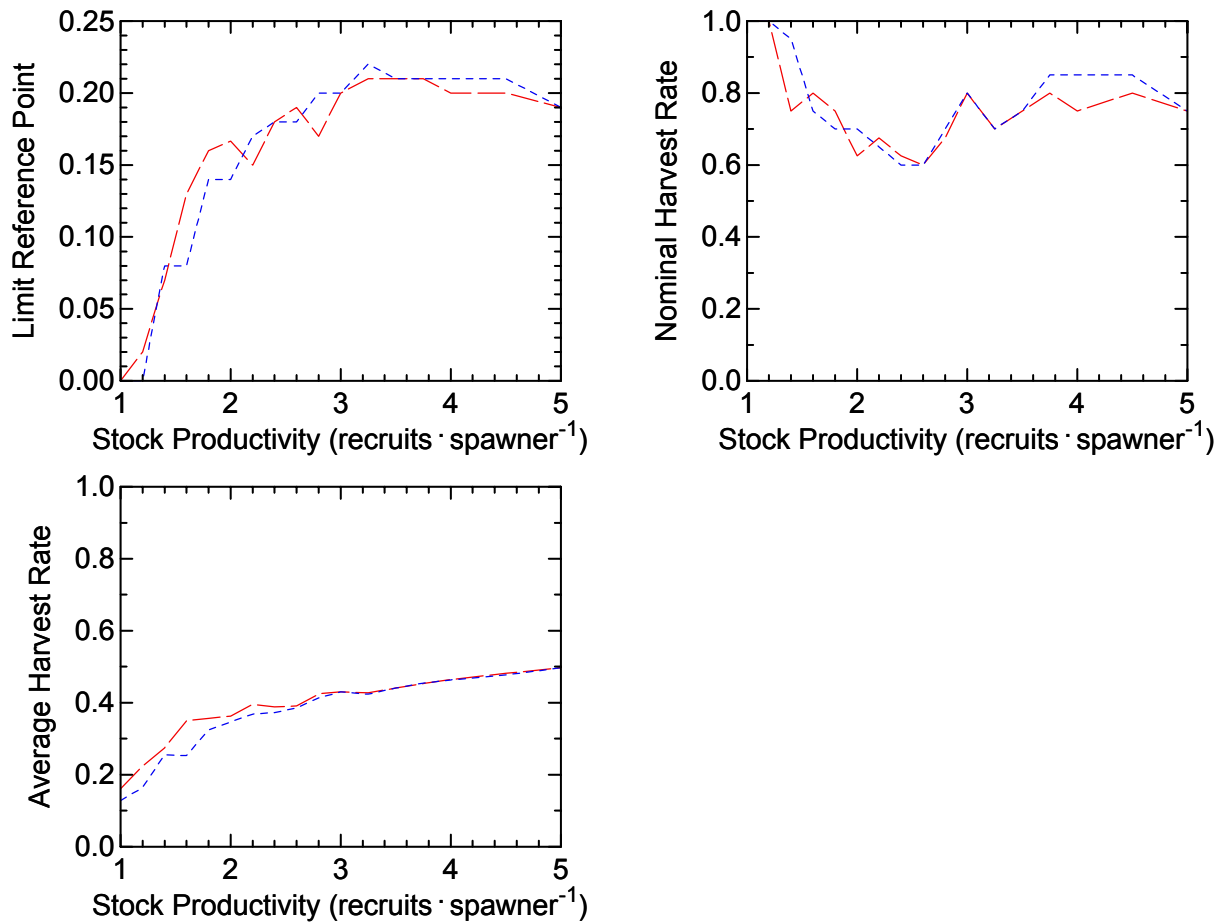 0.25
0.20
0.15
0.10
0.05
0.00
Limit Reference Point
1 2 3 4 5
Stock Productivity (recruits·spawner⁻¹)
1.0
0.8
0.6
0.4
0.2
0.0
Nominal Harvest Rate
1 2 3 4 5
Stock Productivity (recruits·spawner⁻¹)
1.0
0.8
0.6
0.4
0.2
0.0
Average Harvest Rate
1 2 3 4 5
Stock Productivity (recruits·spawner⁻¹)